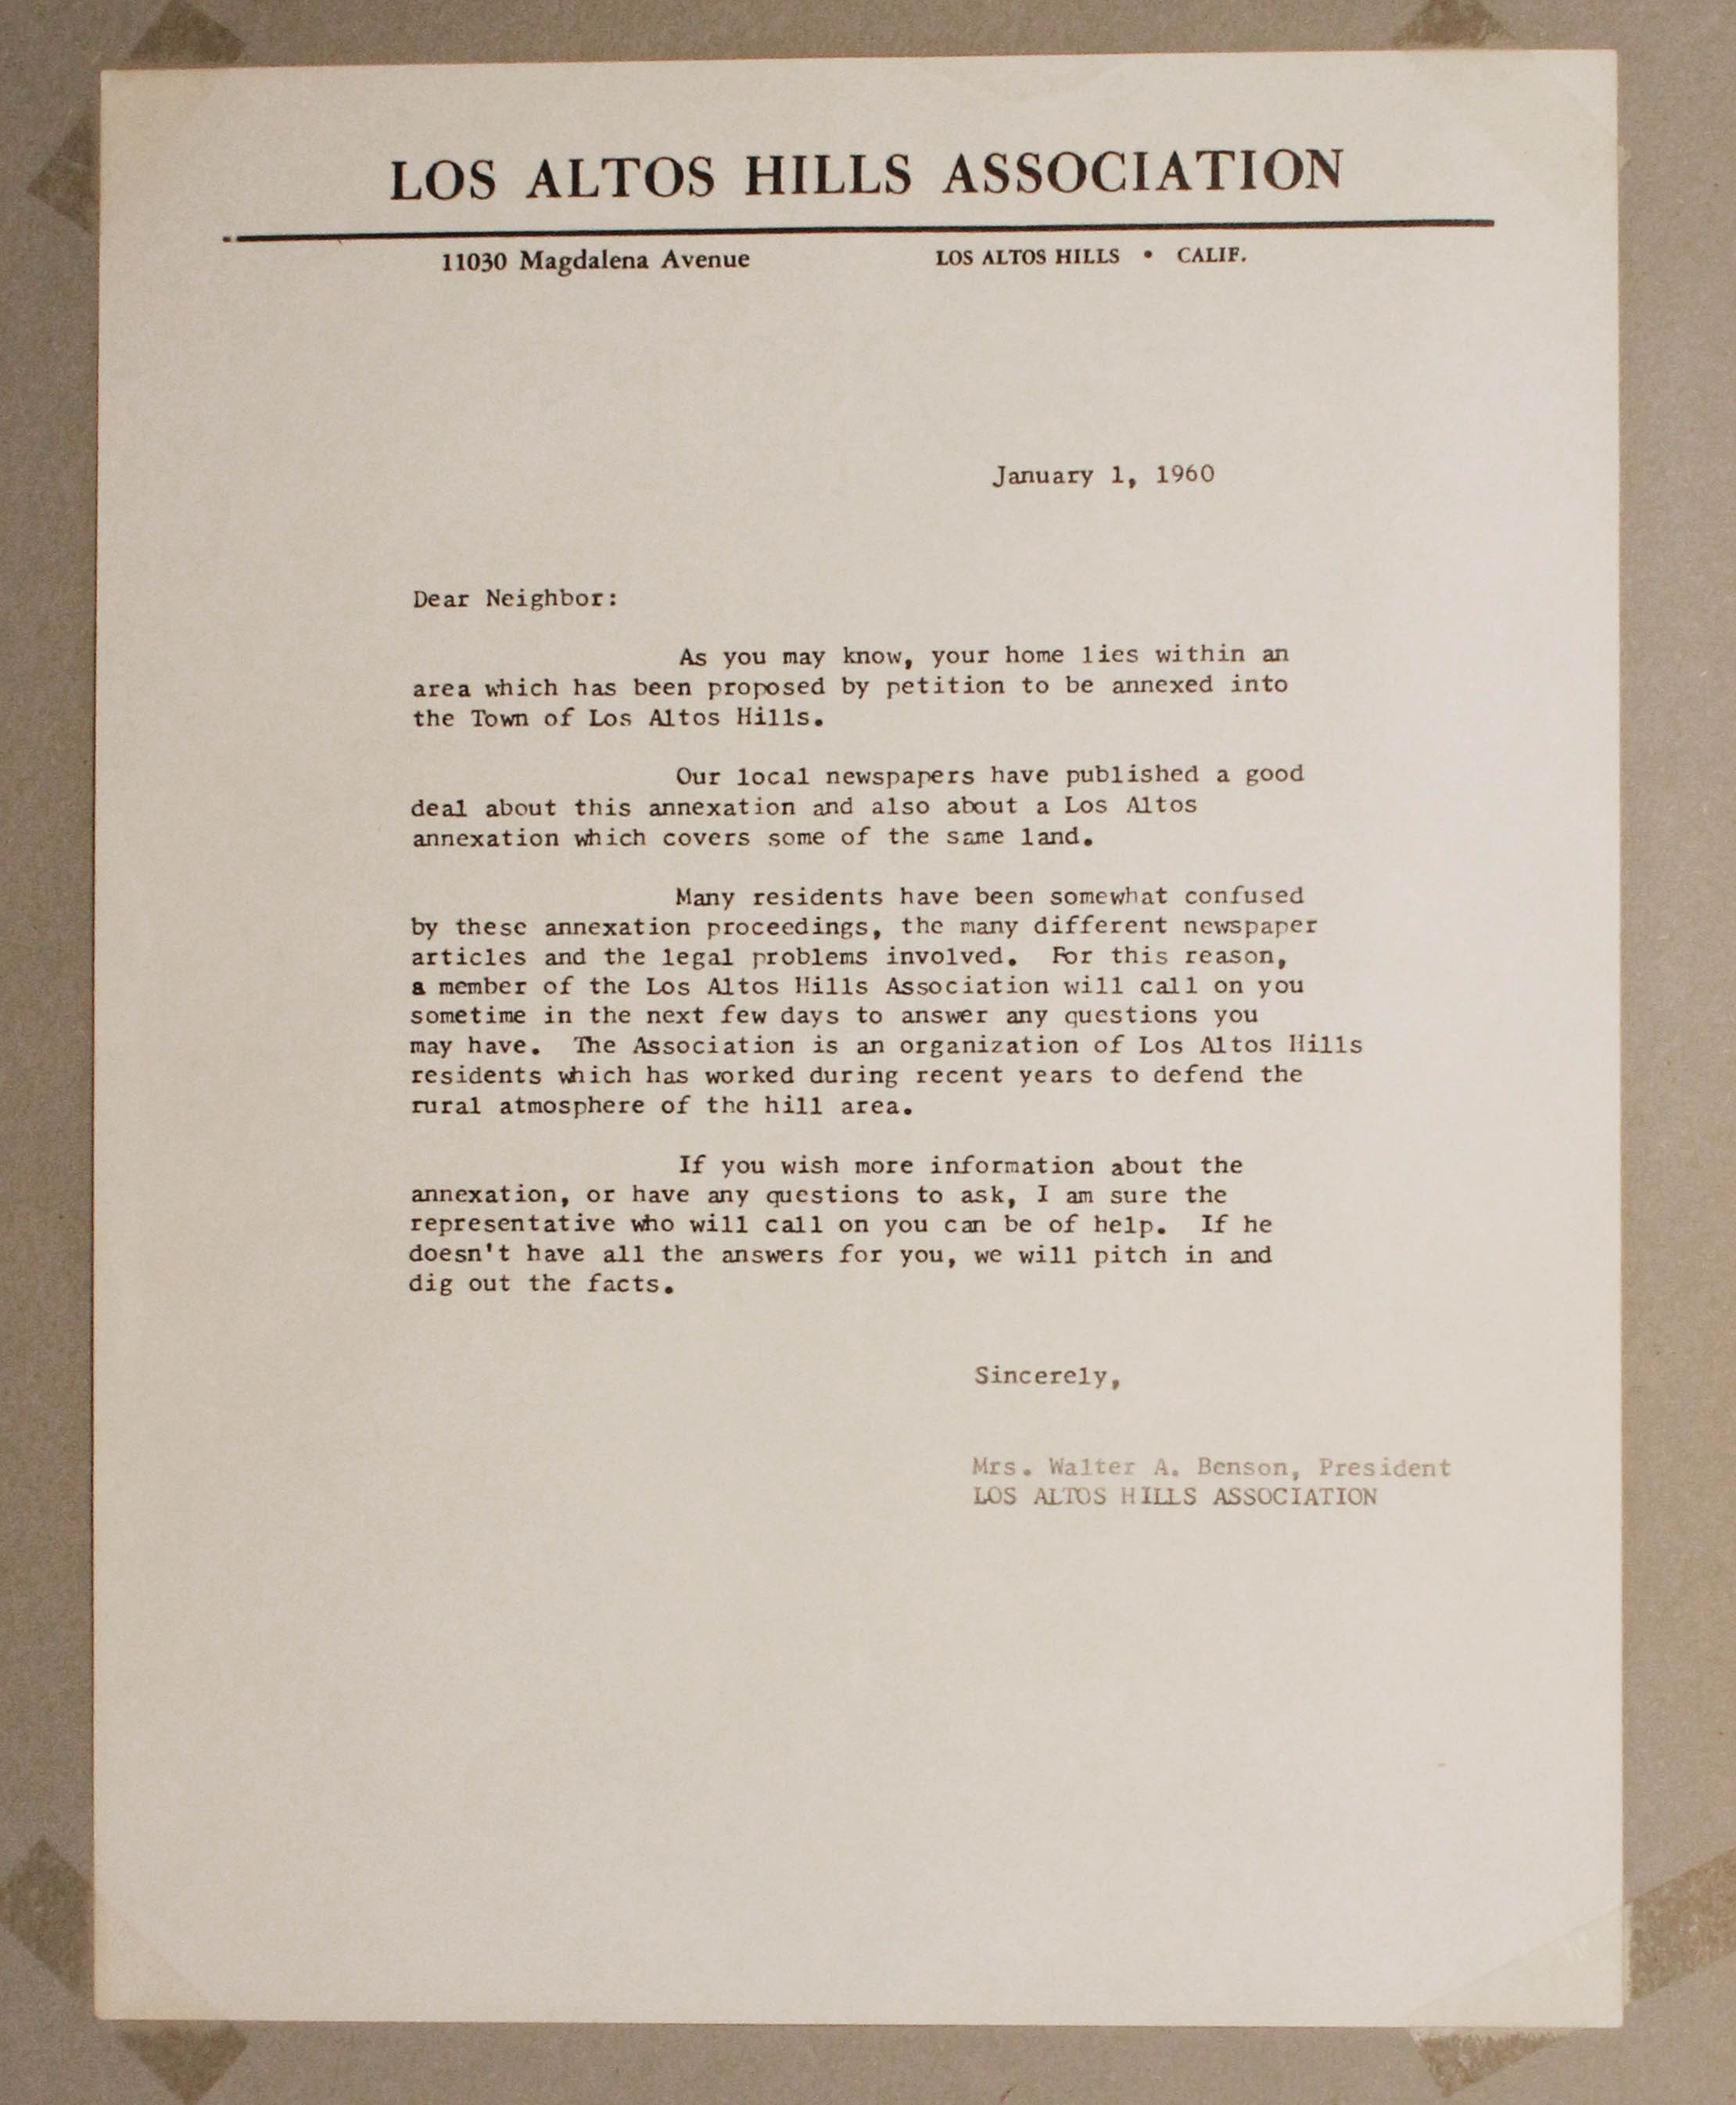 LOS ALTOS HILLS ASSOCIATION
11030 Magdalena Avenue LOS ALTOS HILLS • CALIF.
January 1, 1960
Dear Neighbor:
As you may know, your home lies within an
area which has been proposed by petition to be annexed into
the Town of Los Altos Hills.
Our local newspapers have published a good
deal about this annexation and also about a Los Altos
annexation which covers some of the same land.
Many residents have been somewhat confused
by these annexation proceedings, the many different newspaper
articles and the legal problems involved. For this reason,
a member of the Los Altos Hills Association will call on you
sometime in the next few days to answer any questions you
may have. The Association is an organization of Los Altos Hills
residents which has worked during recent years to defend the
rural atmosphere of the hill area.
If you wish more information about the
annexation, or have any questions to ask, I am sure the
representative who will call on you can be of help. If he
doesn't have all the answers for you, we will pitch in and
dig out the facts.
Sincerely,
Mrs. Walter A. Benson, President
LOS ALTOS HILLS ASSOCIATION